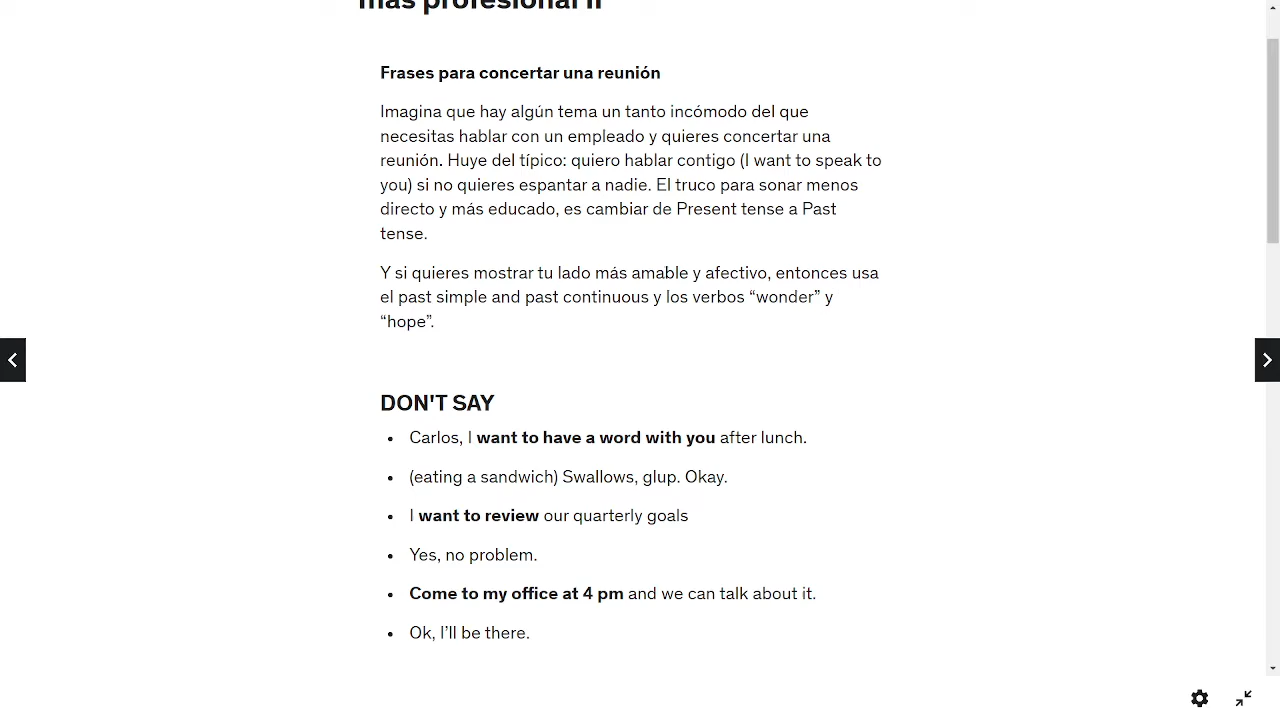 más profesional II
Frases para concertar una reunión
Imagina que hay algún tema un tanto incómodo del que
necesitas hablar con un empleado y quieres concertar una
reunión. Huye del típico: quiero hablar contigo (I want to speak to
you) si no quieres espantar a nadie. El truco para sonar menos
directo y más educado, es cambiar de Present tense a Past
tense.
Y si quieres mostrar tu lado más amable y afectivo, entonces usa
el past simple and past continuous y los verbos “wonder” y
“hope”.
DON'T SAY
Carlos, I want to have a word with you after lunch.
(eating a sandwich) Swallows, glup. Okay.
I want to review our quarterly goals
Yes, no problem.
Come to my office at 4 pm and we can talk about it.
Ok, I’ll be there.